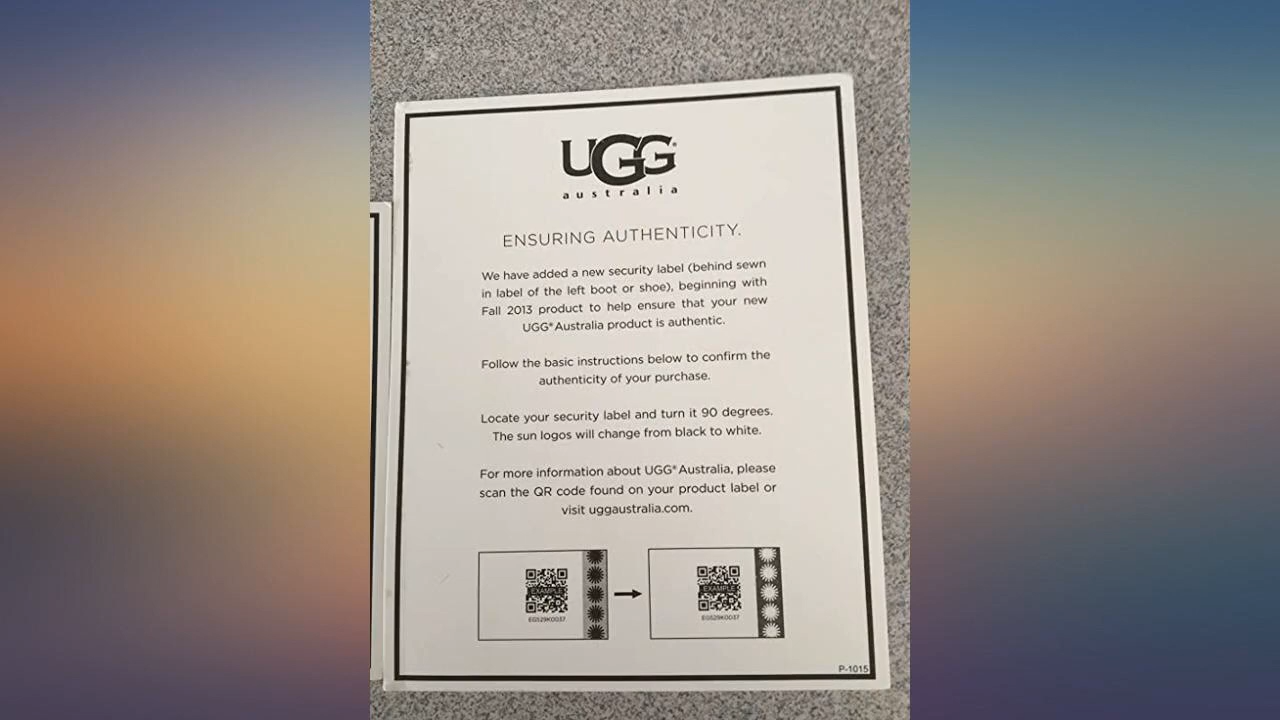 UGG®
australia
ENSURING AUTHENTICITY.
We have added a new security label (behind sewn
in label of the left boot or shoe), beginning with
Fall 2013 product to help ensure that your new
UGG® Australia product is authentic.
Follow the basic instructions below to confirm the
authenticity of your purchase.
Locate your security label and turn it 90 degrees.
The sun logos will change from black to white.
For more information about UGG® Australia, please
scan the QR code found on your product label or
visit uggaustralia.com.
EXAMPLE EXAMPLE
EG529K0037 EG529K0037
P-1015